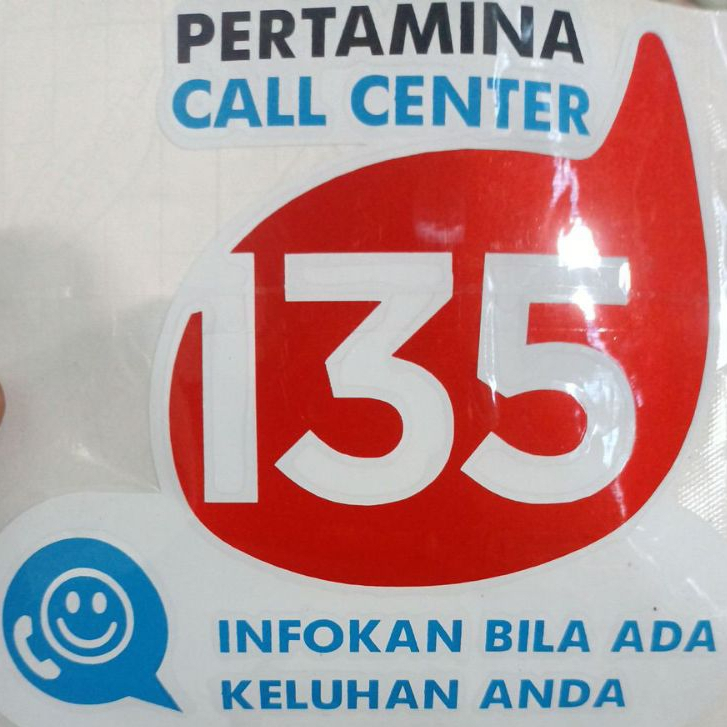 PERTAMINA
CALL CENTER
135
INFOKAN BILA ADA
KELUHAN ANDA